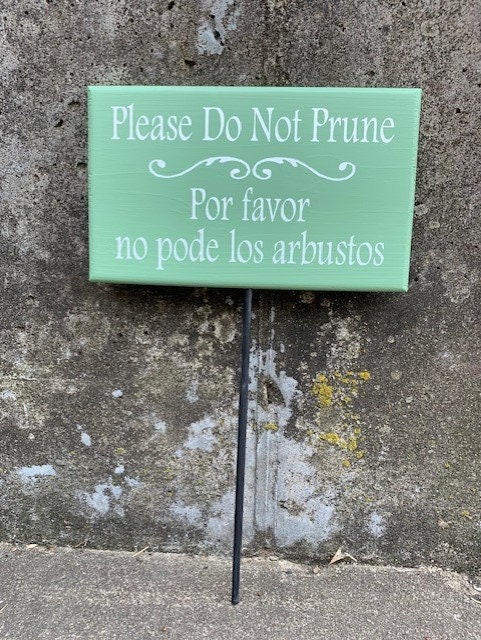 Please Do Not Prune
Por favor
no pode los arbustos